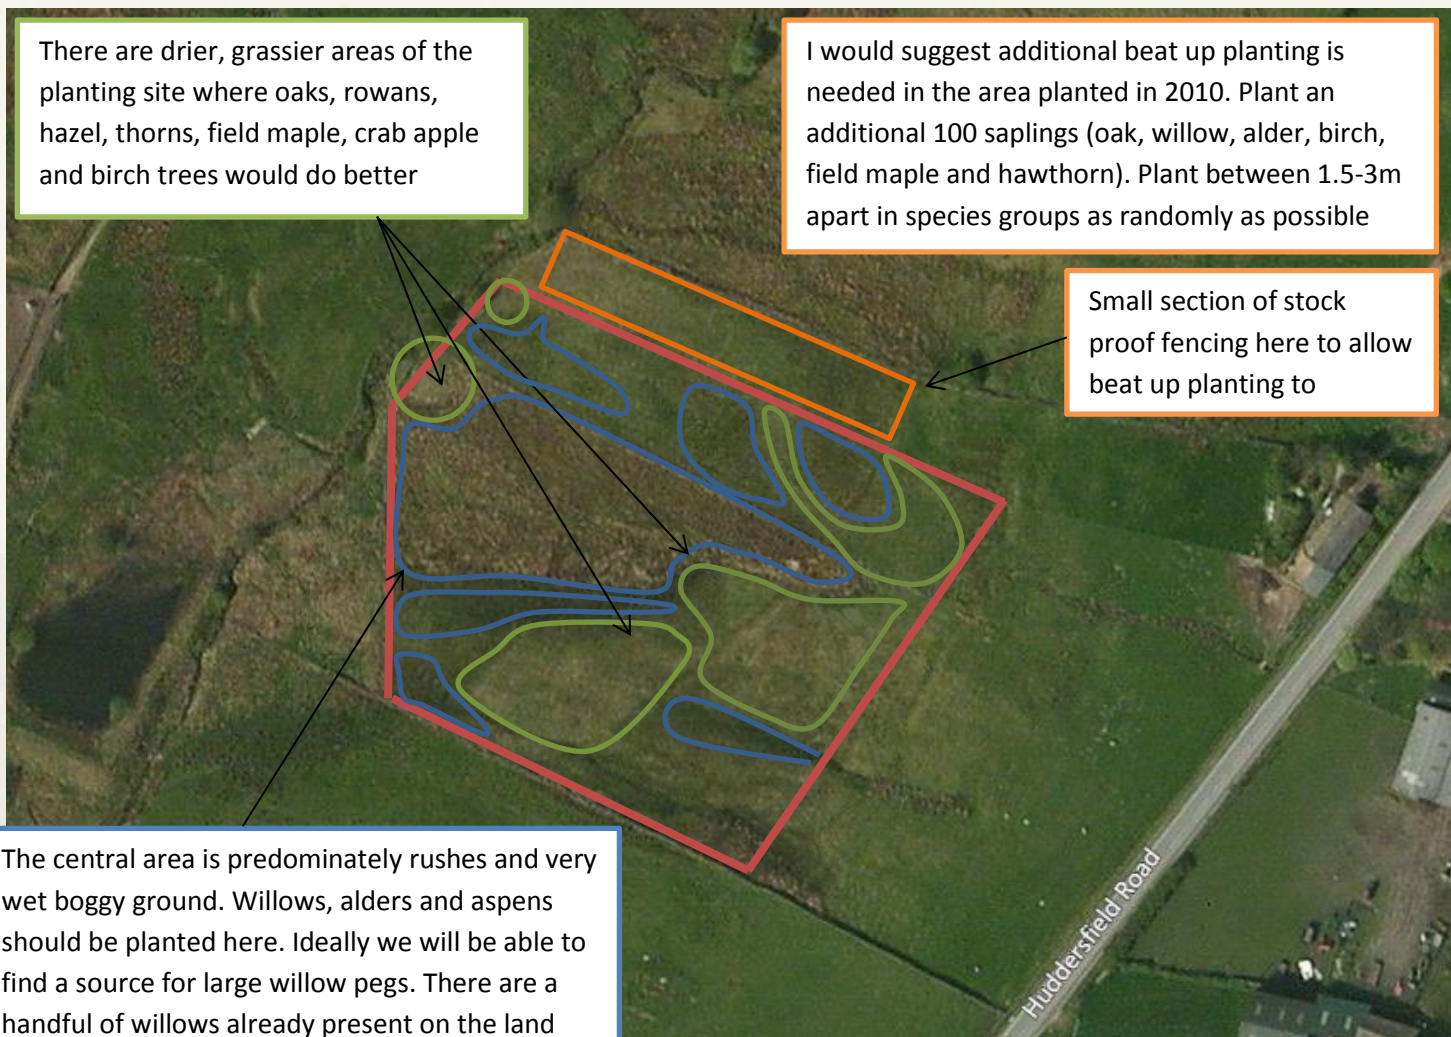 There are drier, grassier areas of the
planting site where oaks, rowans,
hazel, thorns, field maple, crab apple
and birch trees would do better
I would suggest additional beat up planting is
needed in the area planted in 2010. Plant an
additional 100 saplings (oak, willow, alder, birch,
field maple and hawthorn). Plant between 1.5-3m
apart in species groups as randomly as possible
Small section of stock
proof fencing here to allow
beat up planting to
The central area is predominately rushes and very
wet boggy ground. Willows, alders and aspens
should be planted here. Ideally we will be able to
find a source for large willow pegs. There are a
handful of willows already present on the land
Huddersfield Road